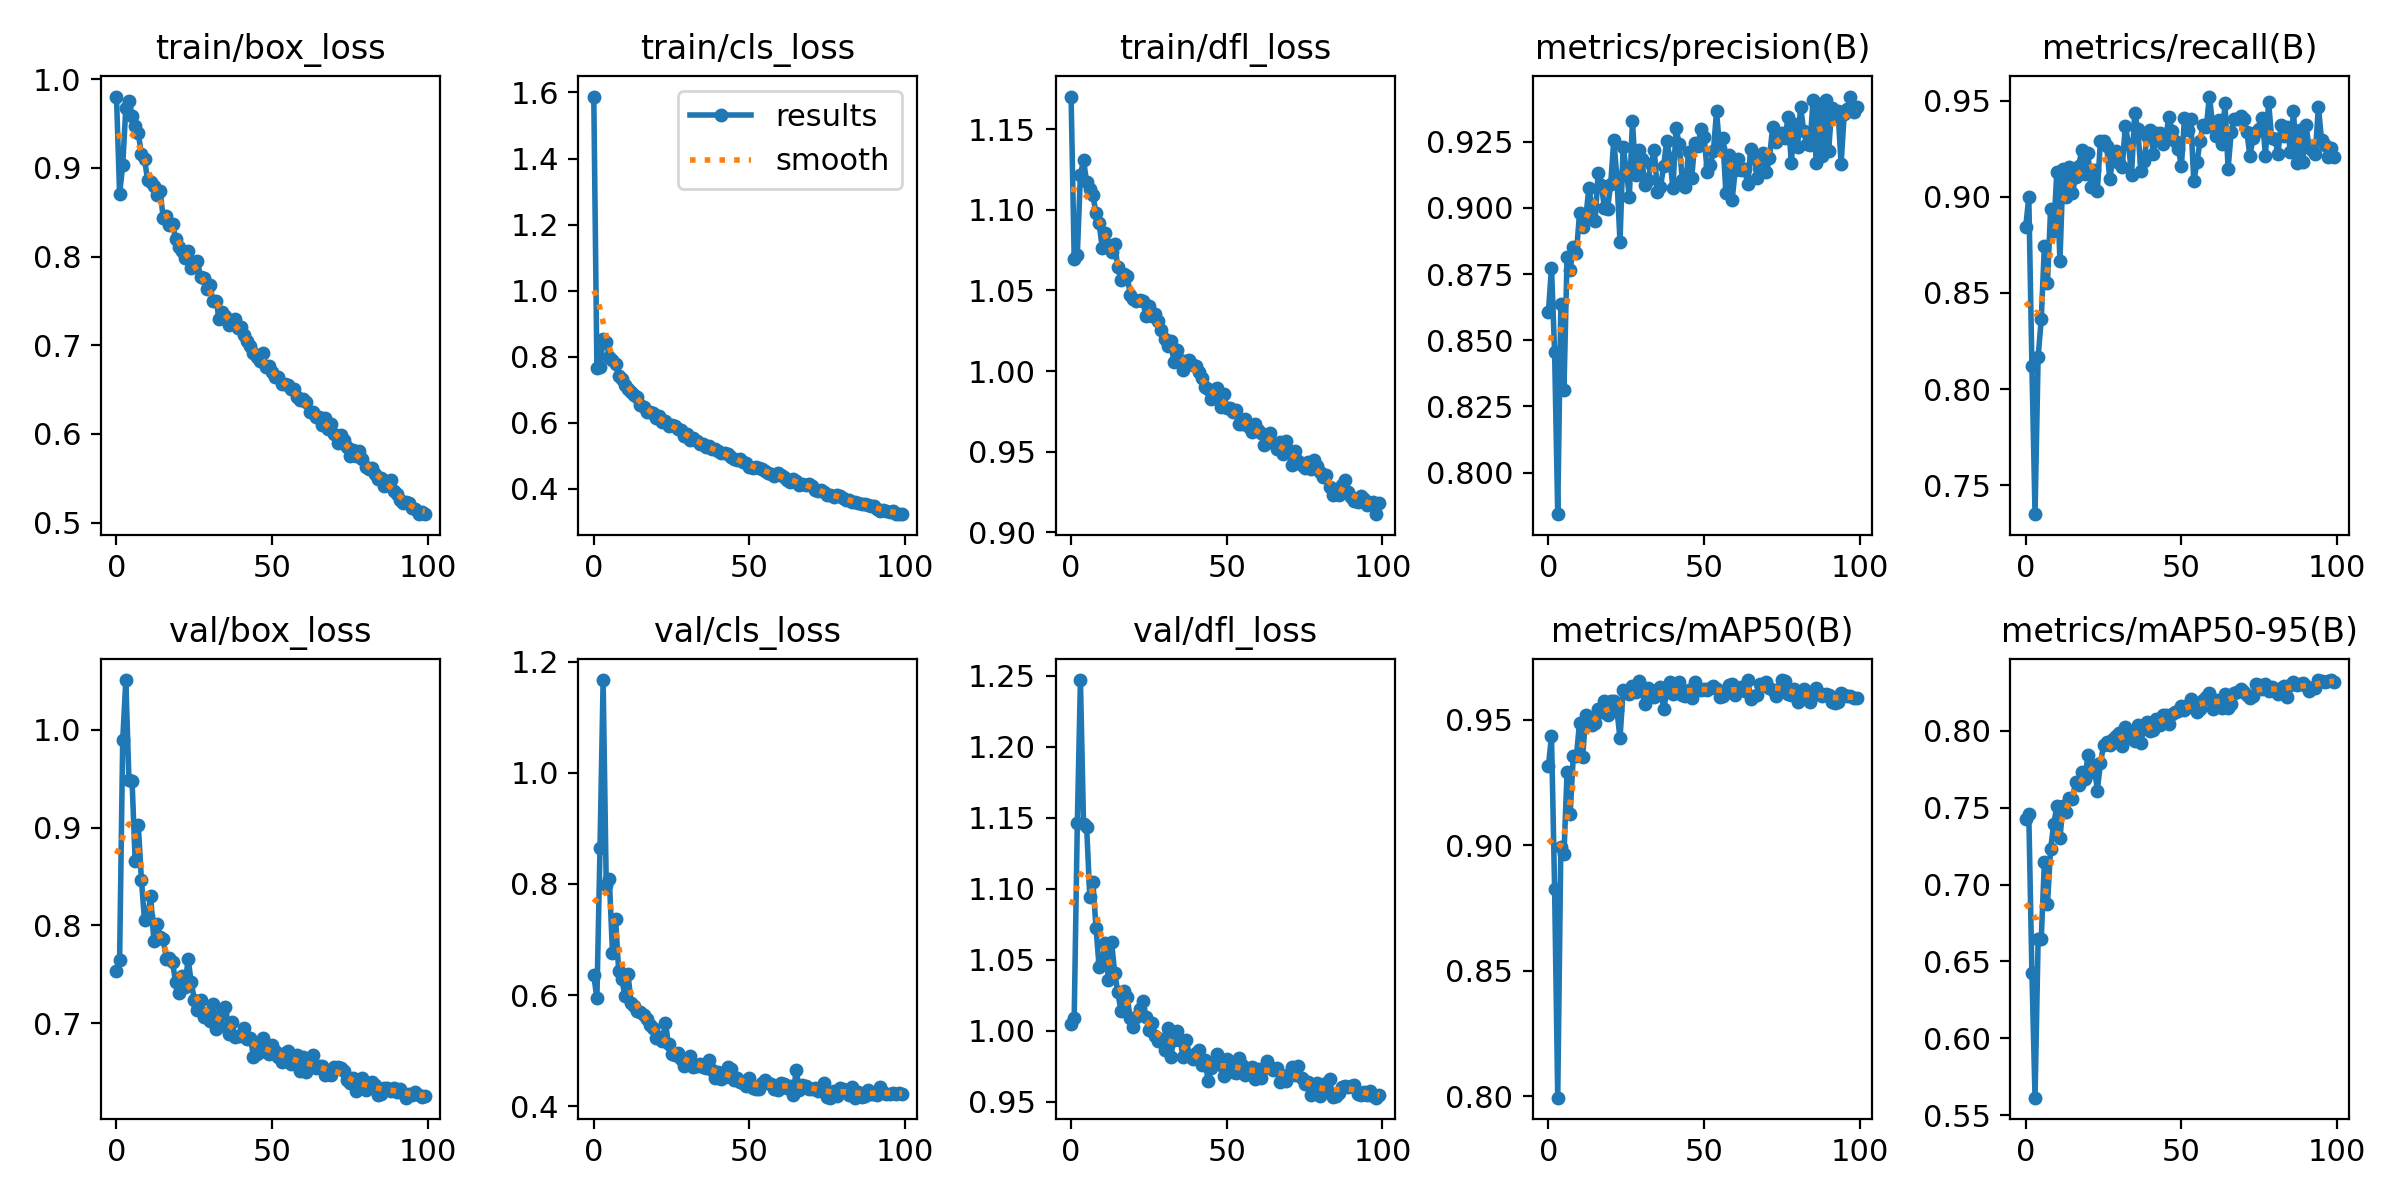 train/box_loss
1.0
0.9
0.8
0.7
0.6
0.5
0 50 100
train/cls_loss
results
smooth
1.6
1.4
1.2
1.0
0.8
0.6
0.4
0 50 100
train/dfl_loss
1.15
1.10
1.05
1.00
0.95
0.90
0 50 100
metrics/precision(B)
0.925
0.900
0.875
0.850
0.825
0.800
0 50 100
metrics/recall(B)
0.95
0.90
0.85
0.80
0.75
0 50 100
val/box_loss
1.0
0.9
0.8
0.7
0 50 100
val/cls_loss
1.2
1.0
0.8
0.6
0.4
0 50 100
val/dfl_loss
1.25
1.20
1.15
1.10
1.05
1.00
0.95
0 50 100
metrics/mAP50(B)
0.95
0.90
0.85
0.80
0 50 100
metrics/mAP50-95(B)
0.80
0.75
0.70
0.65
0.60
0.55
0 50 100